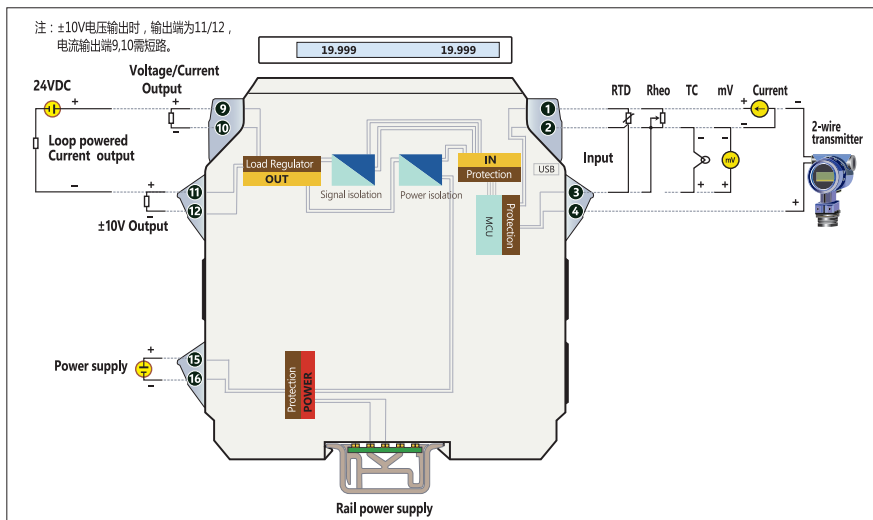 注：±10V电压输出时，输出端为11/12，
电流输出端9,10需短路。
19.999 19.999
24VDC
+
Voltage/Current
Output
+
−
9
10
Loop powered
Current output
−
+
−
11
12
±10V Output
Load Regulator
OUT
Signal isolation
Power isolation
IN
Protection
USB
MCU
Protection
1
2
3
4
Input
RTD Rheo TC mV Current
+
−
−
−
+
+
mV
−
2-wire
transmitter
+
Power supply
+
−
15
16
Protection
POWER
Rail power supply